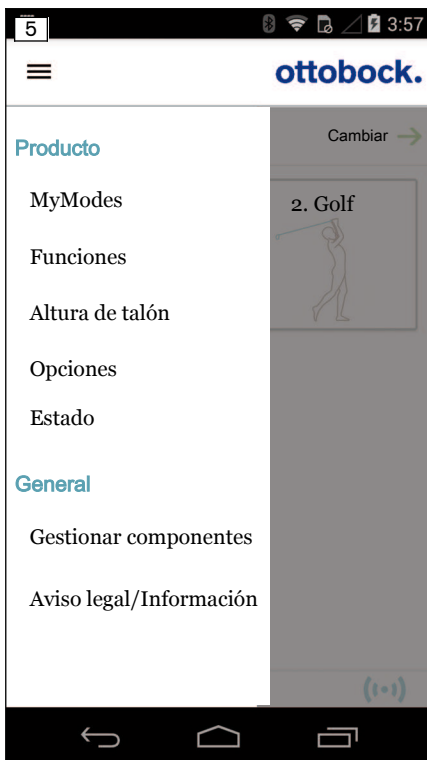 5
3:57
ottobock.
Cambiar
Producto
MyModes
2. Golf
Funciones
Altura de talón
Opciones
Estado
General
Gestionar componentes
Aviso legal/Información